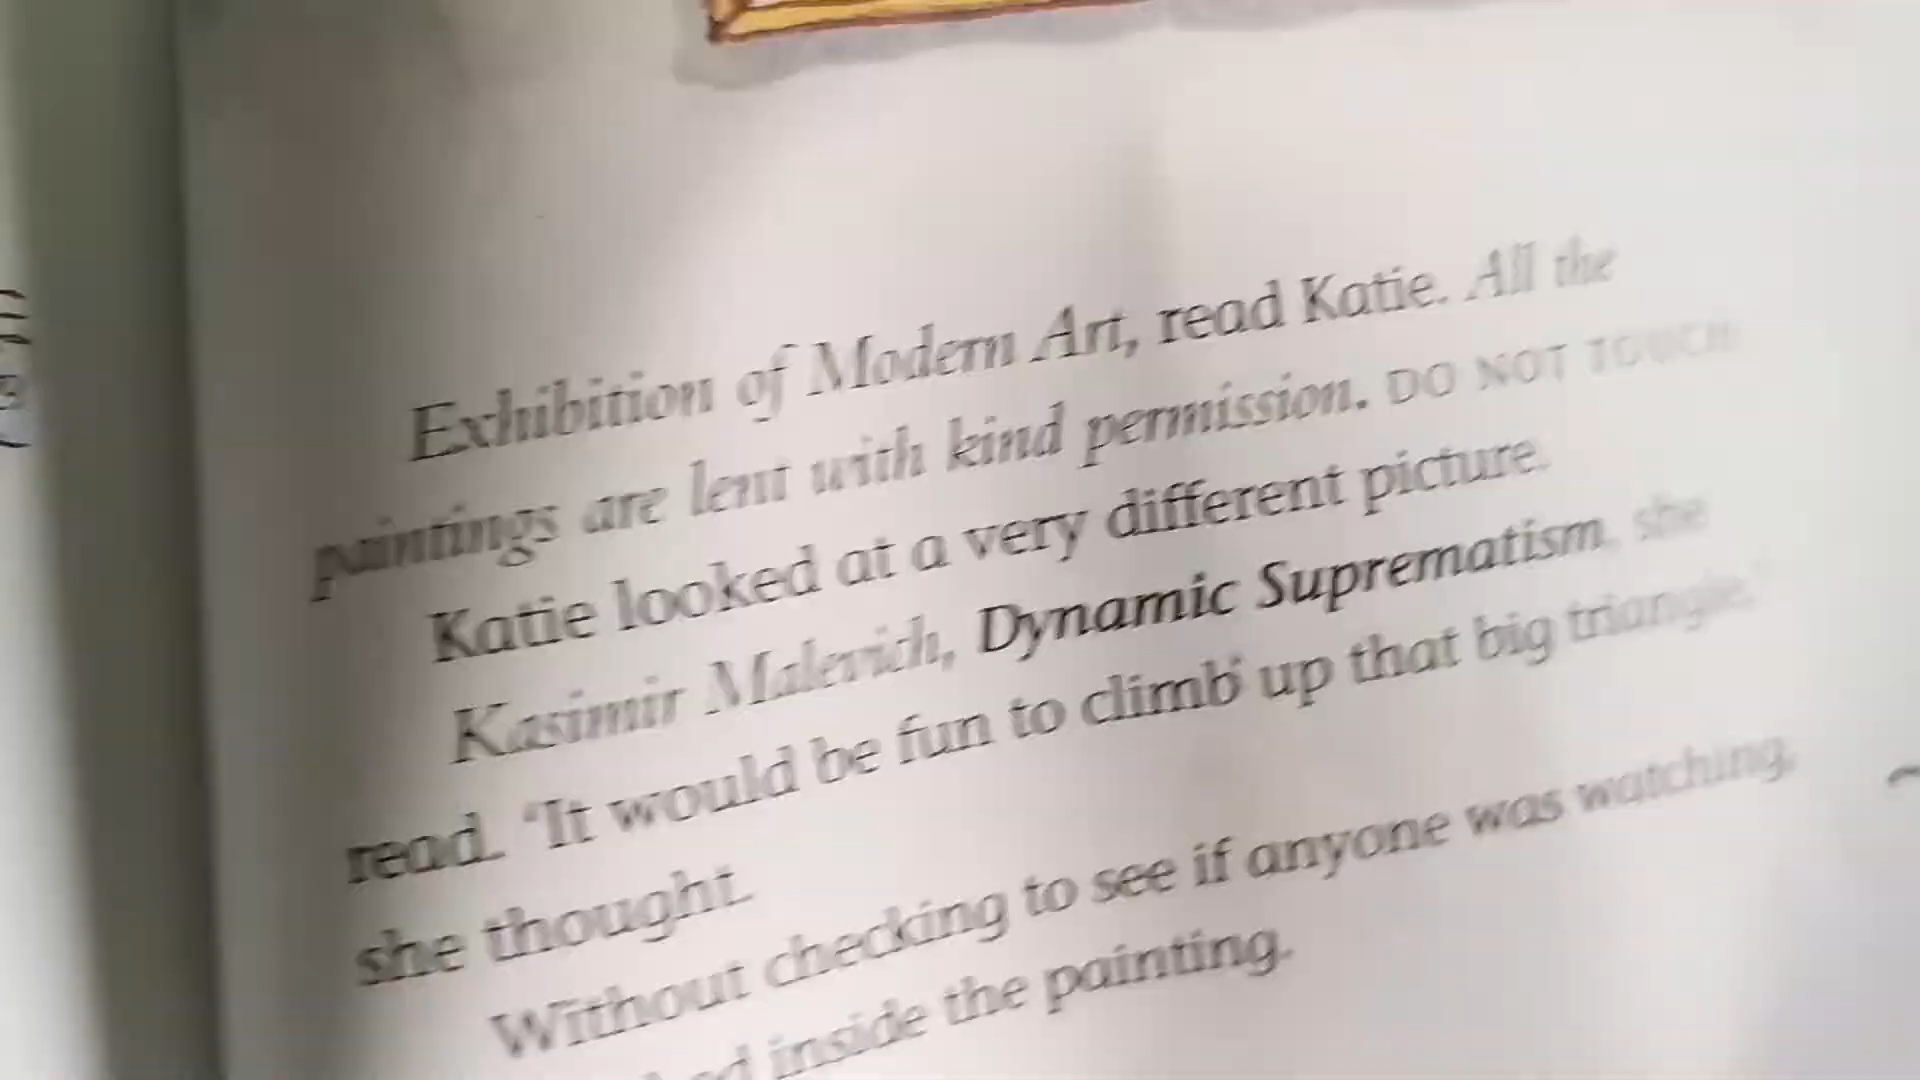 Exhibition of Modern Art, read Katie. All the
paintings are lent with kind permission. DO NOT TOUCH.
Katie looked at a very different picture.
Kasimir Malevich, Dynamic Suprematism, she
read. ‘It would be fun to climb up that big triangle,’
she thought.
Without checking to see if anyone was watching,
inside the painting.